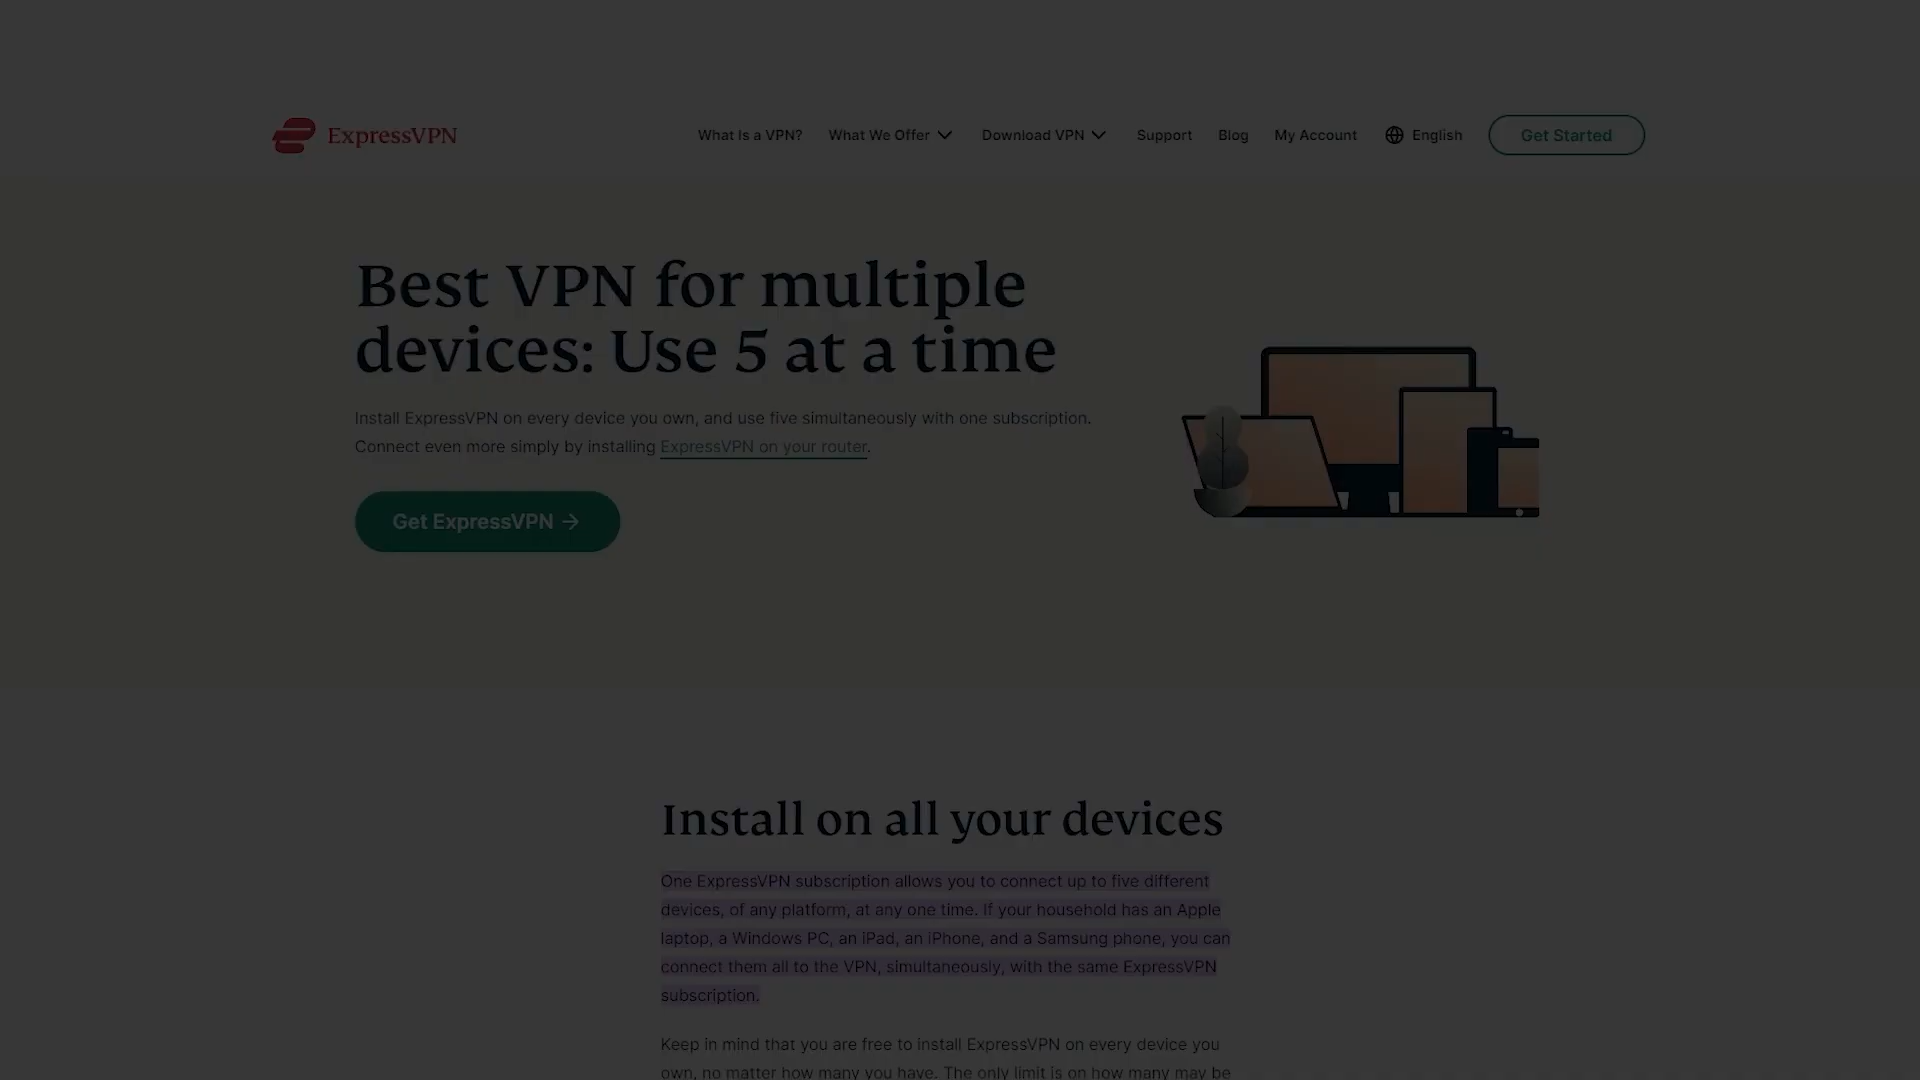 ExpressVPN
What Is a VPN?
What We Offer
Download VPN
Support
Blog
My Account
English
Get Started
Best VPN for multiple
devices: Use 5 at a time
Install ExpressVPN on every device you own, and use five simultaneously with one subscription.
Connect even more simply by installing ExpressVPN on your router.
Get ExpressVPN →
Install on all your devices
One ExpressVPN subscription allows you to connect up to five different
devices, of any platform, at any one time. If your household has an Apple
laptop, a Windows PC, an iPad, an iPhone, and a Samsung phone, you can
connect them all to the VPN, simultaneously, with the same ExpressVPN
subscription.
Keep in mind that you are free to install ExpressVPN on every device you
own, no matter how many you have. The only limit is on how many may be